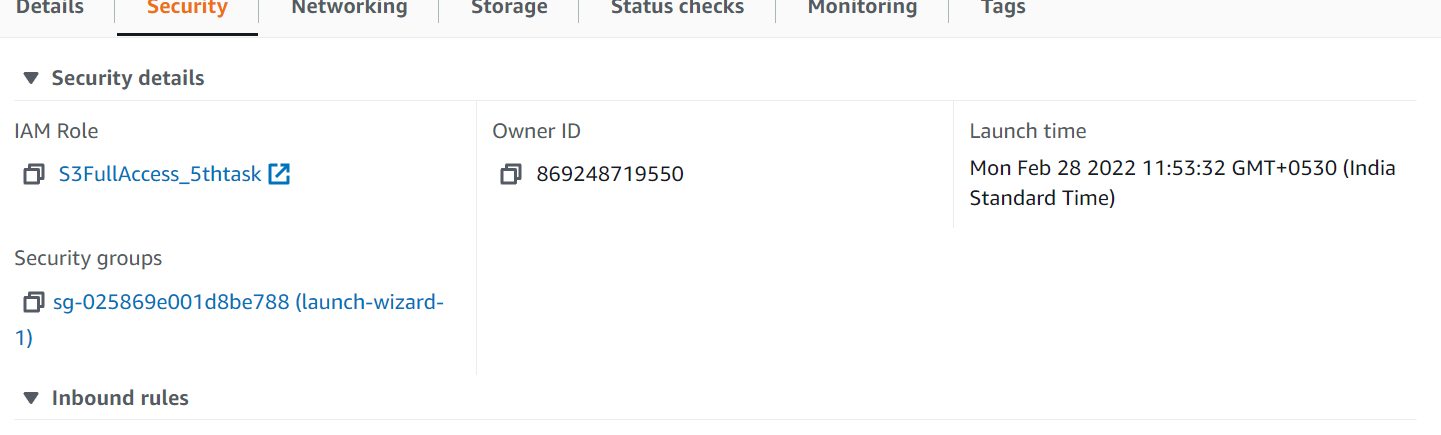 Details Security Networking Storage Status checks Monitoring Tags
Security details
IAM Role
S3FullAccess_5thtask
Owner ID
869248719550
Launch time
Mon Feb 28 2022 11:53:32 GMT+0530 (India
Standard Time)
Security groups
sg-025869e001d8be788 (launch-wizard-
1)
Inbound rules